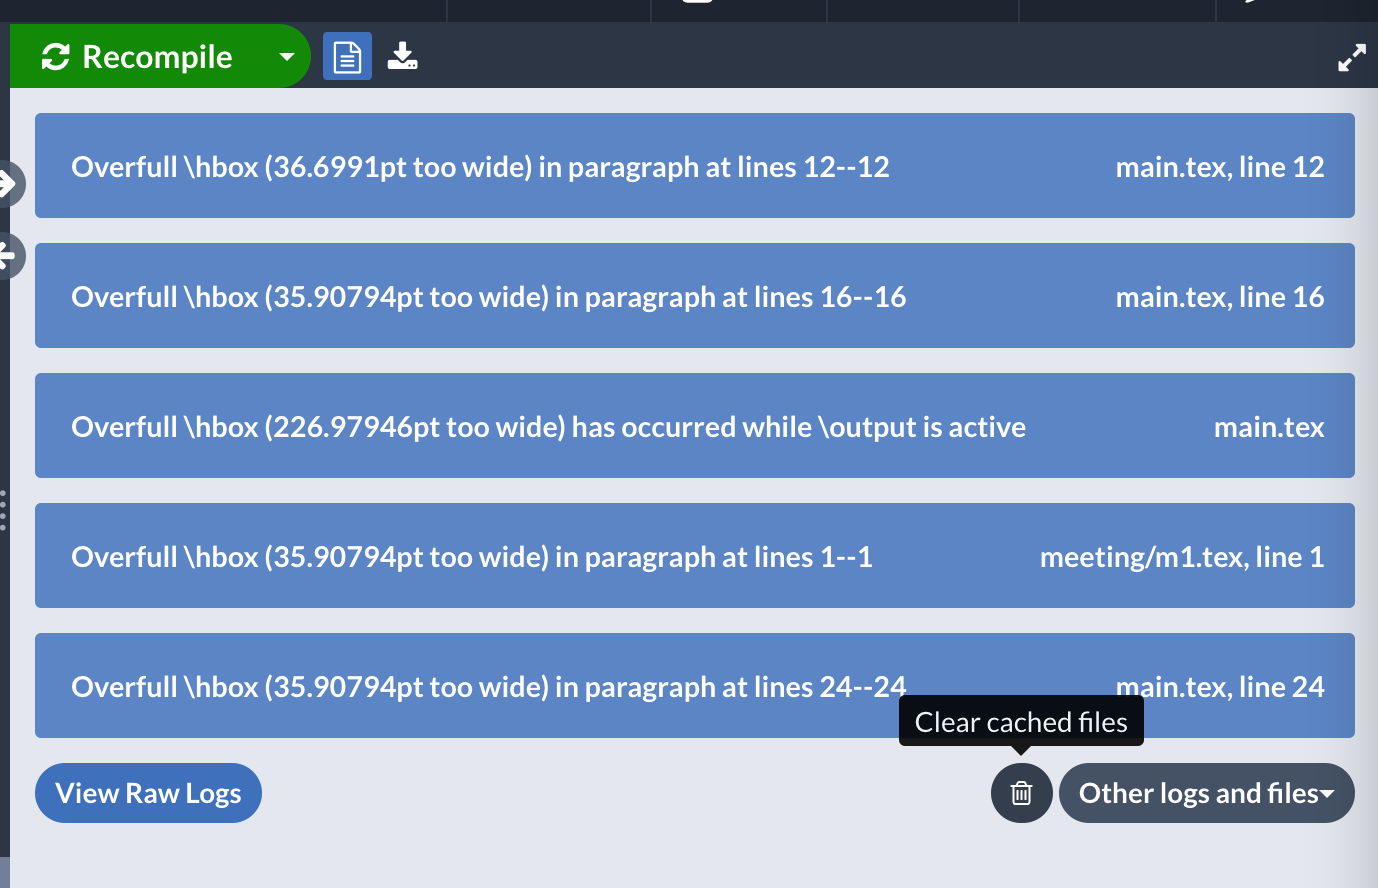 Recompile
Overfull \hbox (36.6991pt too wide) in paragraph at lines 12--12 main.tex, line 12
Overfull \hbox (35.90794pt too wide) in paragraph at lines 16--16 main.tex, line 16
Overfull \hbox (226.97946pt too wide) has occurred while \output is active main.tex
Overfull \hbox (35.90794pt too wide) in paragraph at lines 1--1 meeting/m1.tex, line 1
Overfull \hbox (35.90794pt too wide) in paragraph at lines 24--24 main.tex, line 24
Clear cached files
View Raw Logs Other logs and files